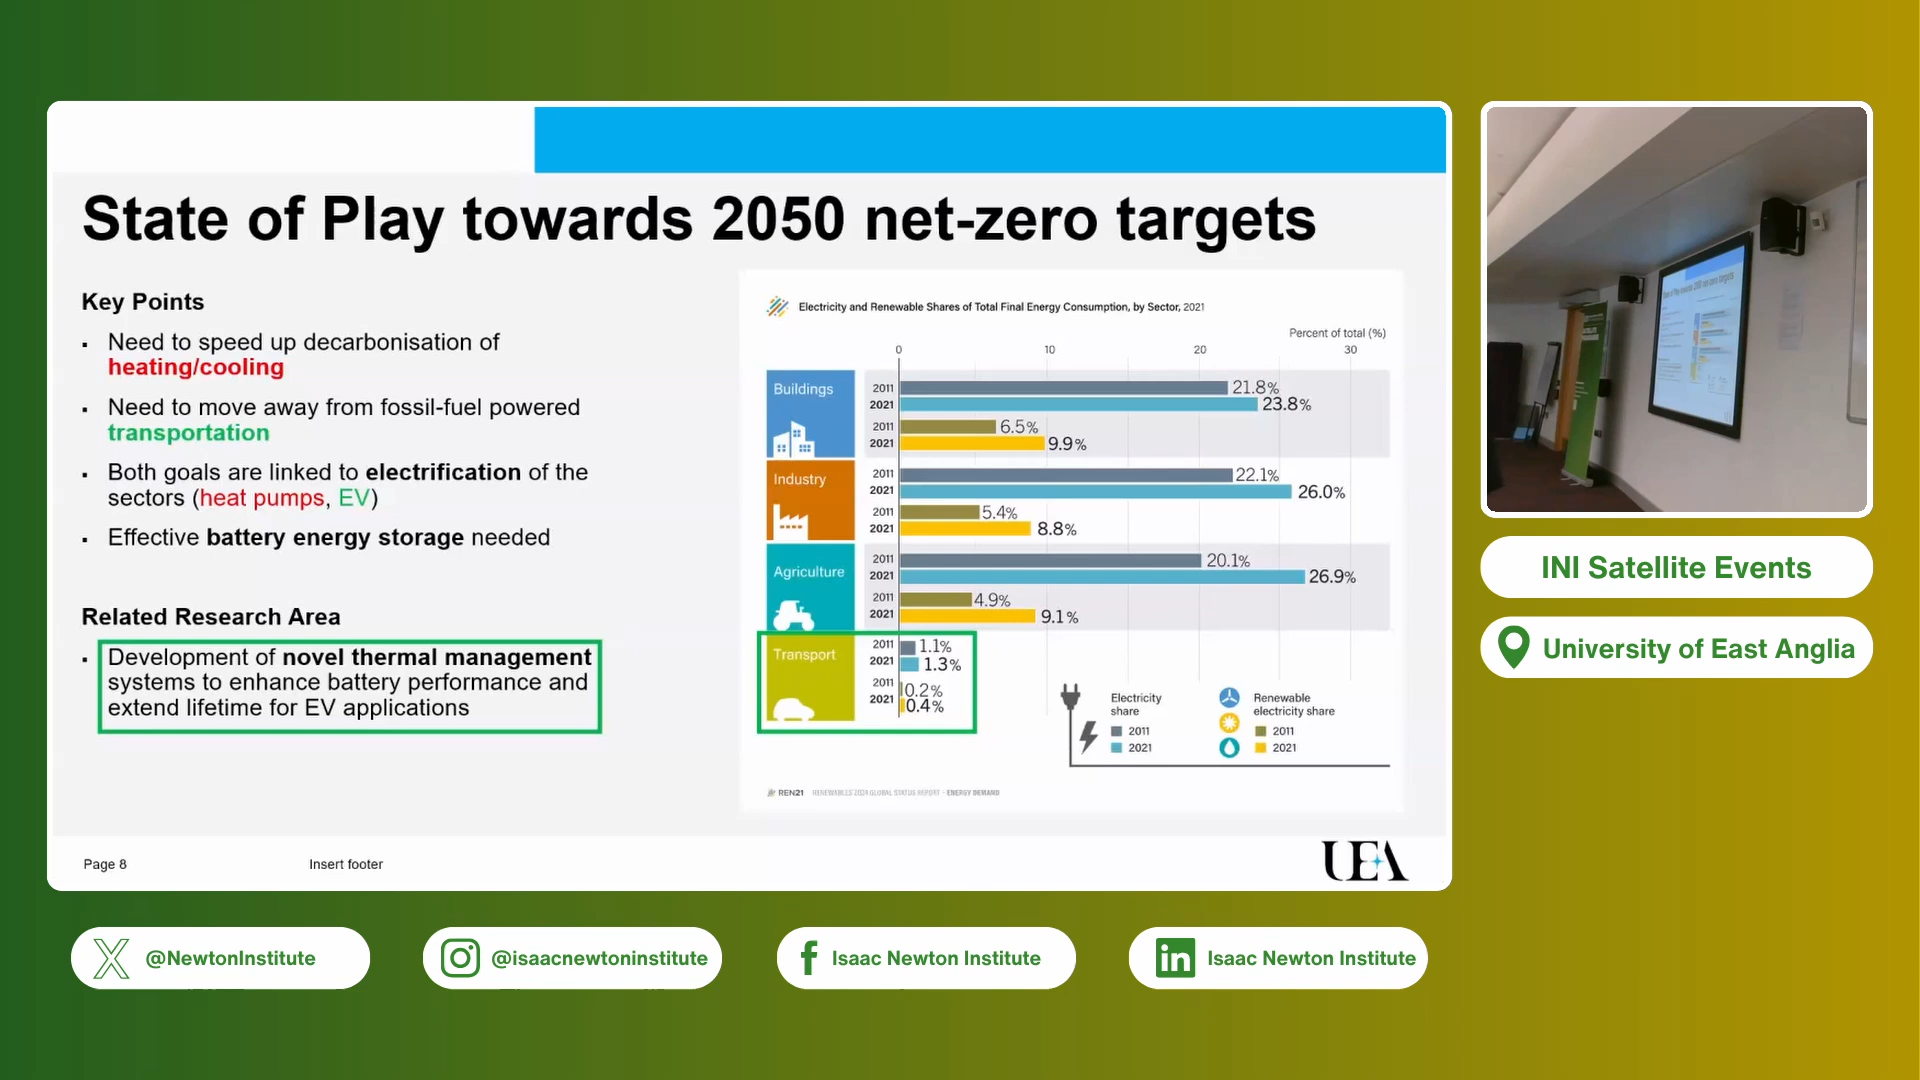 State of Play towards 2050 net-zero targets
Key Points
Need to speed up decarbonisation of
heating/cooling
Need to move away from fossil-fuel powered
transportation
Both goals are linked to electrification of the
sectors (heat pumps, EV)
Effective battery energy storage needed
Related Research Area
Development of novel thermal management
systems to enhance battery performance and
extend lifetime for EV applications
Electricity and Renewable Shares of Total Final Energy Consumption, by Sector, 2021
Percent of total (%)
0 10 20 30
Buildings
2011 21.8%
2021 23.8%
2011 6.5%
2021 9.9%
Industry
2011 22.1%
2021 26.0%
2011 5.4%
2021 8.8%
Agriculture
2011 20.1%
2021 26.9%
2011 4.9%
2021 9.1%
Transport
2011 1.1%
2021 1.3%
2011 0.2%
2021 0.4%
Electricity
share
2011
2021
Renewable
electricity share
2011
2021
REN21 RENEWABLES 2024 GLOBAL STATUS REPORT - ENERGY DEMAND
Page 8
Insert footer
UEA
INI Satellite Events
University of East Anglia
@NewtonInstitute
@isaacnewtoninstitute
Isaac Newton Institute
Isaac Newton Institute